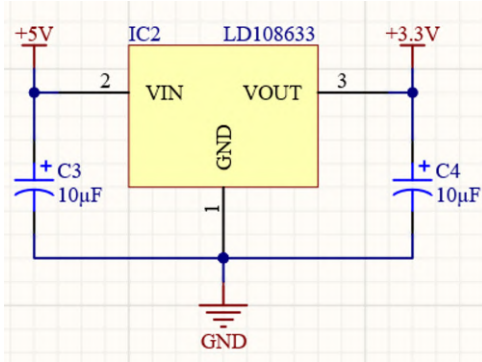 +5V
IC2 LD108633
+3.3V
2 VIN VOUT 3
GND
1
+ C3
10µF
+ C4
10µF
GND